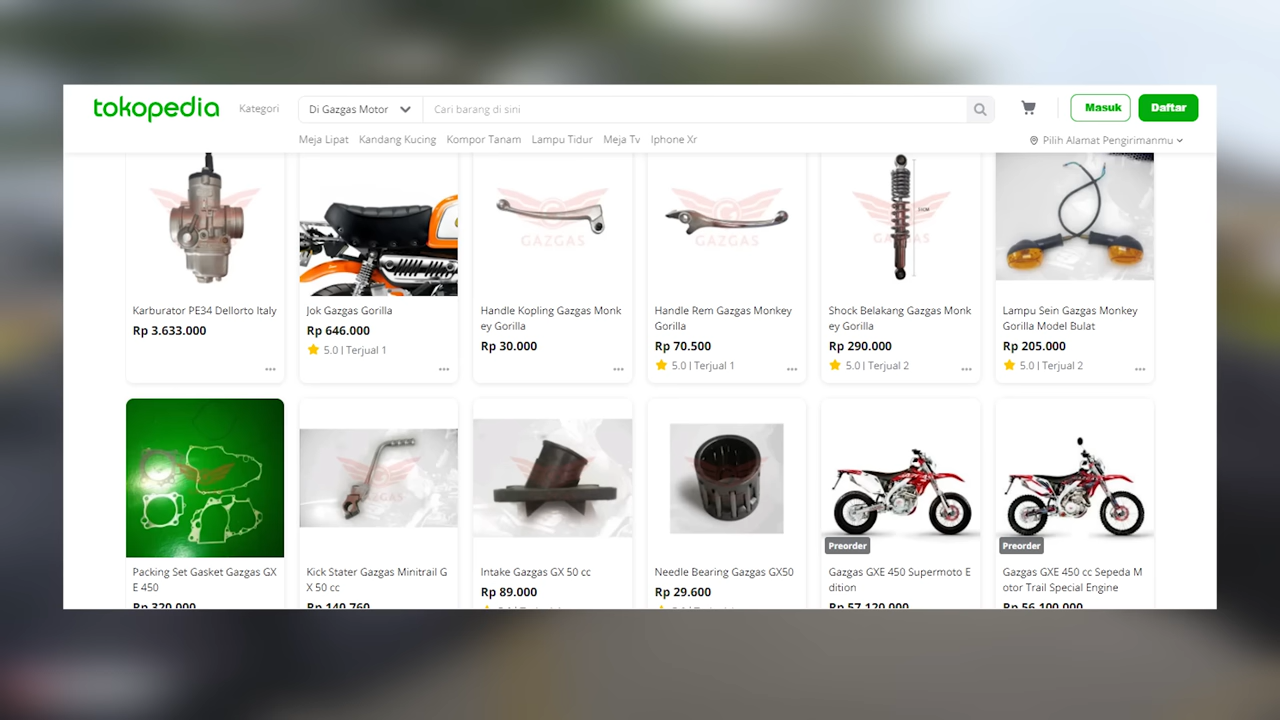 tokopedia
Kategori
Di Gazgas Motor
Cari barang di sini
Masuk
Daftar
Meja Lipat Kandang Kucing Kompor Tanam Lampu Tidur Meja Tv Iphone Xr
Pilih Alamat Pengirimanmu
GAZGAS
GAZGAS
GAZGAS
Karburator PE34 Dellorto Italy
Rp 3.633.000
Jok Gazgas Gorilla
Rp 646.000
5.0 | Terjual 1
Handle Kopling Gazgas Monk
ey Gorilla
Rp 30.000
Handle Rem Gazgas Monkey
Gorilla
Rp 70.500
5.0 | Terjual 1
Shock Belakang Gazgas Monk
ey Gorilla
Rp 290.000
5.0 | Terjual 2
Lampu Sein Gazgas Monkey
Gorilla Model Bulat
Rp 205.000
5.0 | Terjual 2
Packing Set Gasket Gazgas GX
E 450
Rp 320.000
Kick Stater Gazgas Minitrail G
X 50 cc
Rp 140.760
Intake Gazgas GX 50 cc
Rp 89.000
Needle Bearing Gazgas GX50
Rp 29.600
Preorder
Gazgas GXE 450 Supermoto E
dition
Rp 57.120.000
Preorder
Gazgas GXE 450 cc Sepeda M
otor Trail Special Engine
Rp 56.100.000